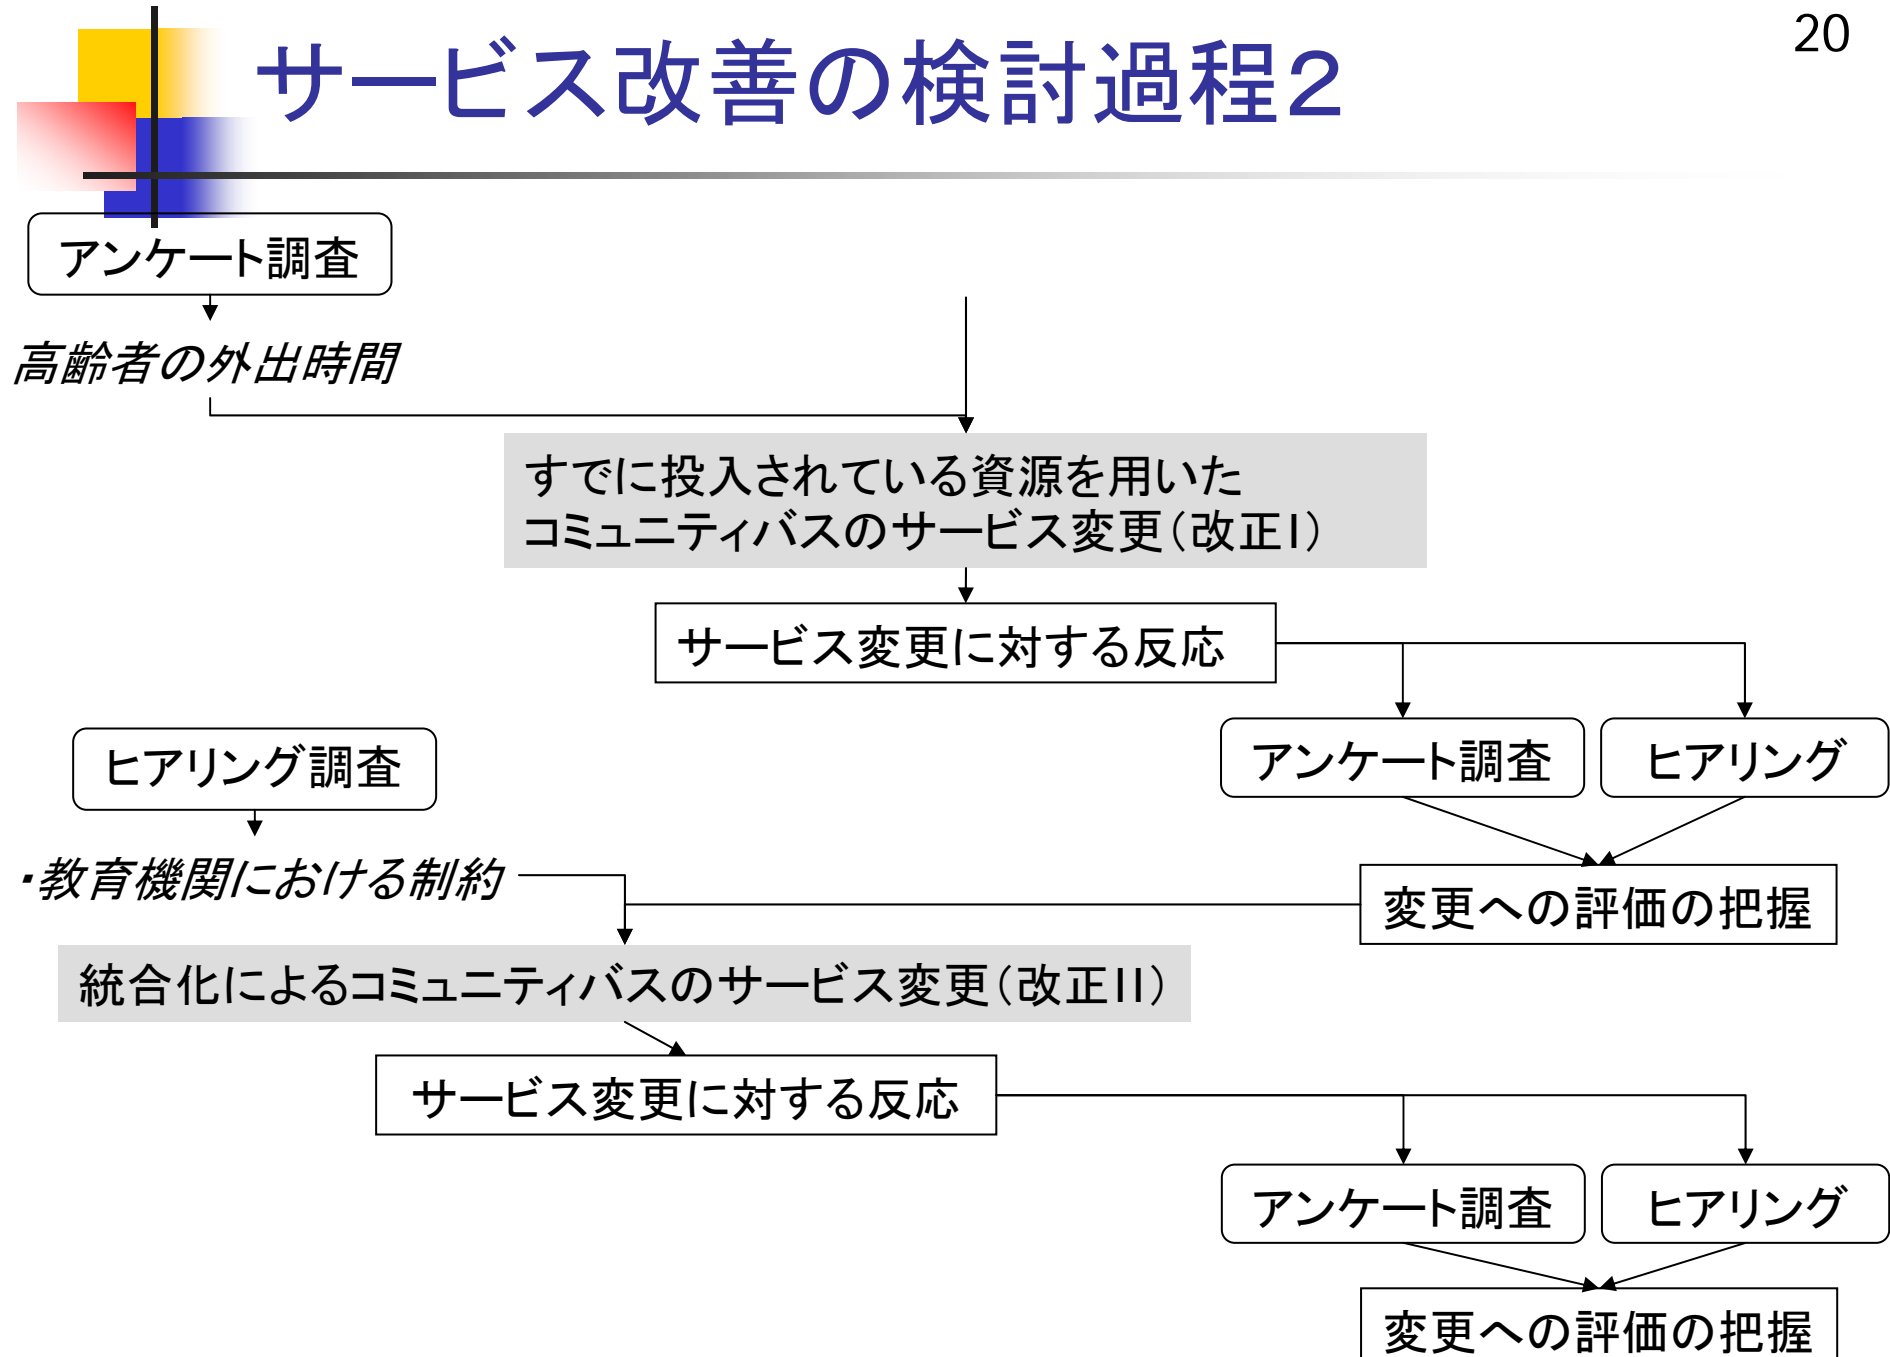 20
サービス改善の検討過程２
アンケート調査
高齢者の外出時間
すでに投入されている資源を用いた
コミュニティバスのサービス変更（改正Ⅰ）
サービス変更に対する反応
アンケート調査
ヒアリング
ヒアリング調査
・教育機関における制約
変更への評価の把握
統合化によるコミュニティバスのサービス変更（改正II）
サービス変更に対する反応
アンケート調査
ヒアリング
変更への評価の把握